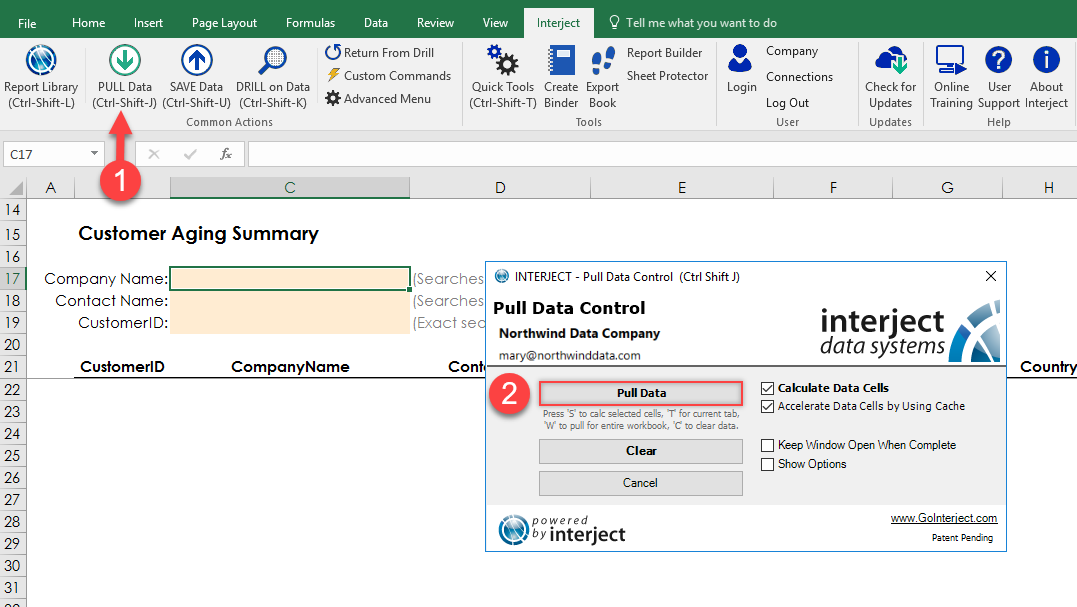 File Home Insert Page Layout Formulas Data Review View Interject Tell me what you want to do
Report Library (Ctrl-Shift-L)
PULL Data (Ctrl-Shift-J)
SAVE Data (Ctrl-Shift-U)
DRILL on Data (Ctrl-Shift-K)
Return From Drill
Custom Commands
Advanced Menu
Common Actions
Quick Tools (Ctrl-Shift-T)
Create Binder
Export Book
Report Builder
Sheet Protector
Tools
Login
Company
Connections
Log Out
User
Check for Updates
Updates
Online Training
User Support
About Interject
Help
1
C17 fx
A C D E F G H
14
15 Customer Aging Summary
16
17 Company Name: (Searches
18 Contact Name: (Searches
19 CustomerID: (Exact sea
20
21 CustomerID CompanyName Cont Country
22
23
24
25
26
27
28
29
30
31
INTERJECT - Pull Data Control (Ctrl Shift J)
Pull Data Control
Northwind Data Company
mary@northwinddata.com
interject
data systems
2
Pull Data
Press 'S' to calc selected cells, 'T' for current tab,
'W' to pull for entire workbook, 'C' to clear data.
Clear
Cancel
Calculate Data Cells
Accelerate Data Cells by Using Cache
Keep Window Open When Complete
Show Options
powered
by interject
www.GoInterject.com
Patent Pending